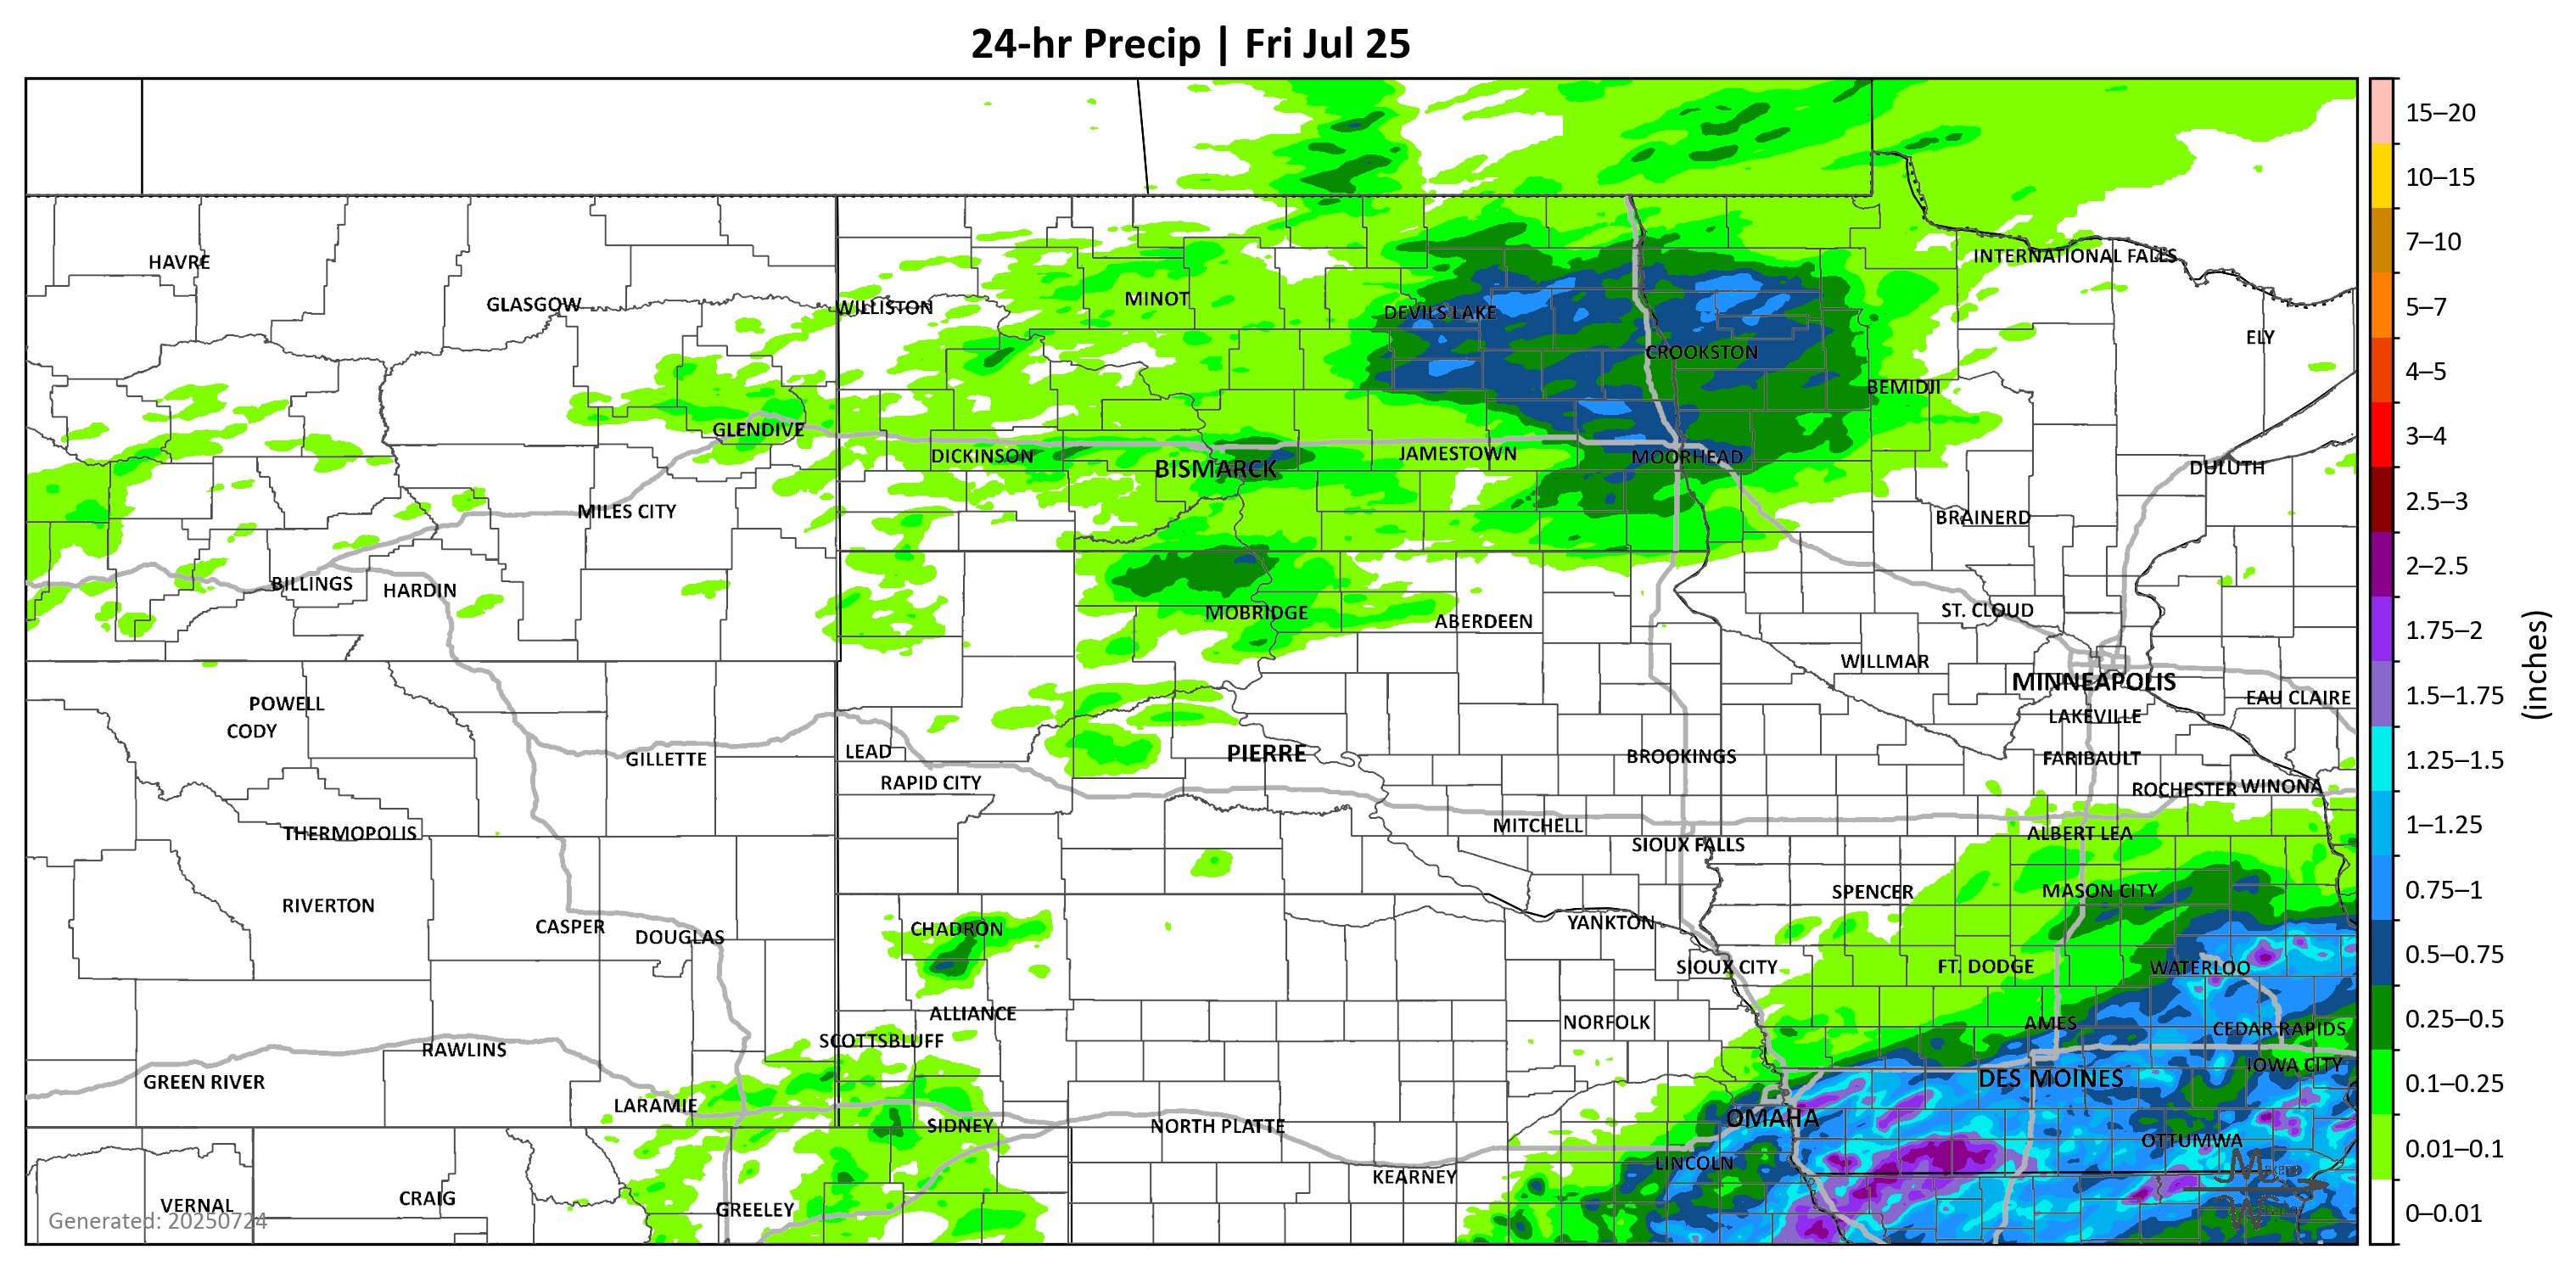 24-hr Precip | Fri Jul 25
15–20
10–15
7–10
5–7
4–5
3–4
2.5–3
2–2.5
1.75–2
1.5–1.75
1.25–1.5
1–1.25
0.75–1
0.5–0.75
0.25–0.5
0.1–0.25
0.01–0.1
0–0.01
(inches)
INTERNATIONAL FALLS
HAVRE
MINOT
GLASGOW
WILLISTON
DEVILS LAKE
ELY
CROOKSTON
BEMIDJI
GLENDIVE
DICKINSON
JAMESTOWN
MOORHEAD
BISMARCK
DULUTH
MILES CITY
BRAINERD
BILLINGS
HARDIN
MOBRIDGE
ST. CLOUD
ABERDEEN
WILLMAR
MINNEAPOLIS
EAU CLAIRE
POWELL
LAKEVILLE
CODY
LEAD
PIERRE
BROOKINGS
GILLETTE
FARIBAULT
RAPID CITY
ROCHESTER
WINONA
MITCHELL
THERMOPOLIS
ALBERT LEA
SIOUX FALLS
SPENCER
MASON CITY
RIVERTON
YANKTON
CASPER
CHADRON
DOUGLAS
SIOUX CITY
FT. DODGE
WATERLOO
ALLIANCE
NORFOLK
AMES
CEDAR RAPIDS
SCOTTSBLUFF
RAWLINS
IOWA CITY
DES MOINES
GREEN RIVER
LARAMIE
OMAHA
SIDNEY
NORTH PLATTE
OTTUMWA
LINCOLN
KEARNEY
CRAIG
VERNAL
GREELEY
Generated: 20250724